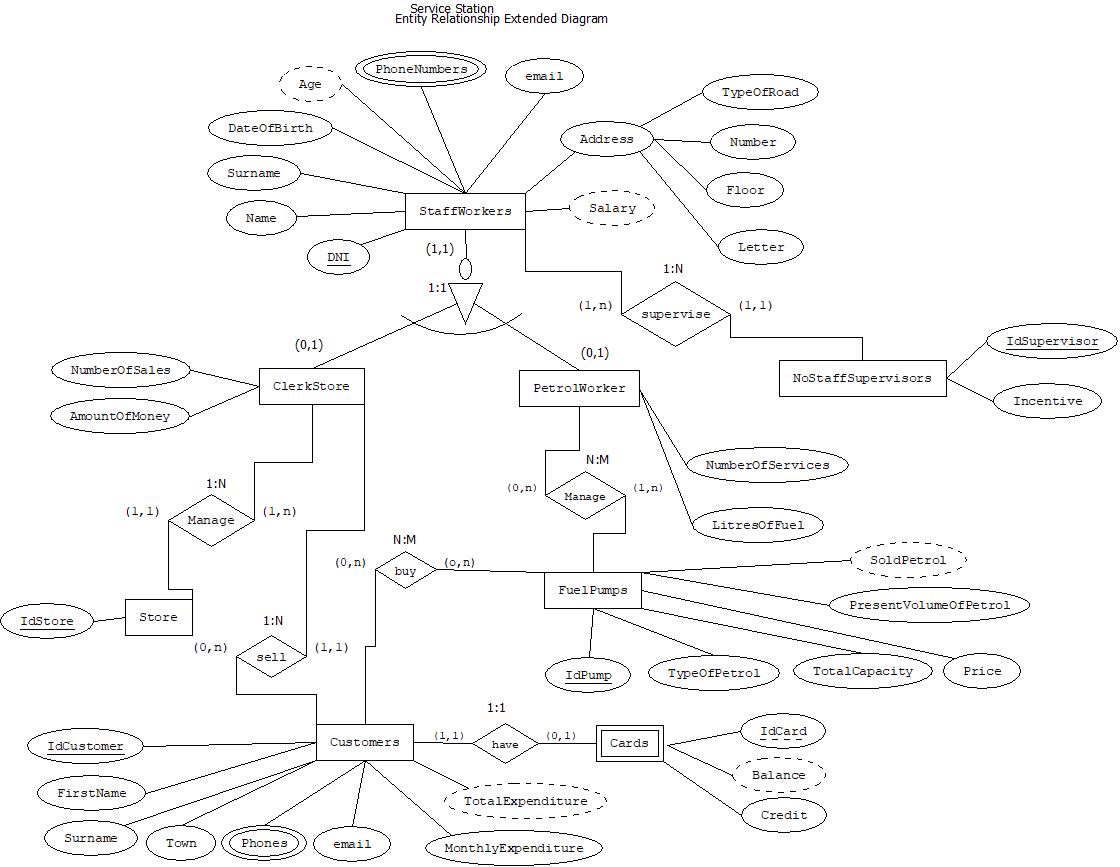 Service Station
Entity Relationship Extended Diagram
PhoneNumbers
email
Age
TypeOfRoad
DateOfBirth
Address
Number
Surname
Floor
Name
StaffWorkers
Salary
Letter
DNI
(1,1)
1:1
1:N
(1,n)
supervise
(1,1)
(0,1)
(0,1)
IdSupervisor
NumberOfSales
ClerkStore
PetrolWorker
NoStaffSupervisors
AmountOfMoney
Incentive
NumberOfServices
1:N
N:M
(0,n)
Manage
(1,n)
(1,1)
Manage
(1,n)
LitresOfFuel
N:M
(0,n)
buy
(o,n)
SoldPetrol
FuelPumps
PresentVolumeOfPetrol
IdStore
Store
1:N
(0,n)
sell
(1,1)
IdPump
TypeOfPetrol
TotalCapacity
Price
1:1
IdCustomer
Customers
(1,1)
have
(0,1)
Cards
IdCard
Balance
FirstName
TotalExpenditure
Credit
Surname
Town
Phones
email
MonthlyExpenditure